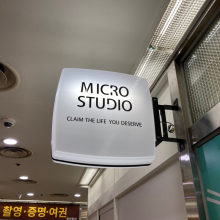 MICRO
STUDIO
CLAIM THE LIFE YOU DESERVE
촬영·증명·여권